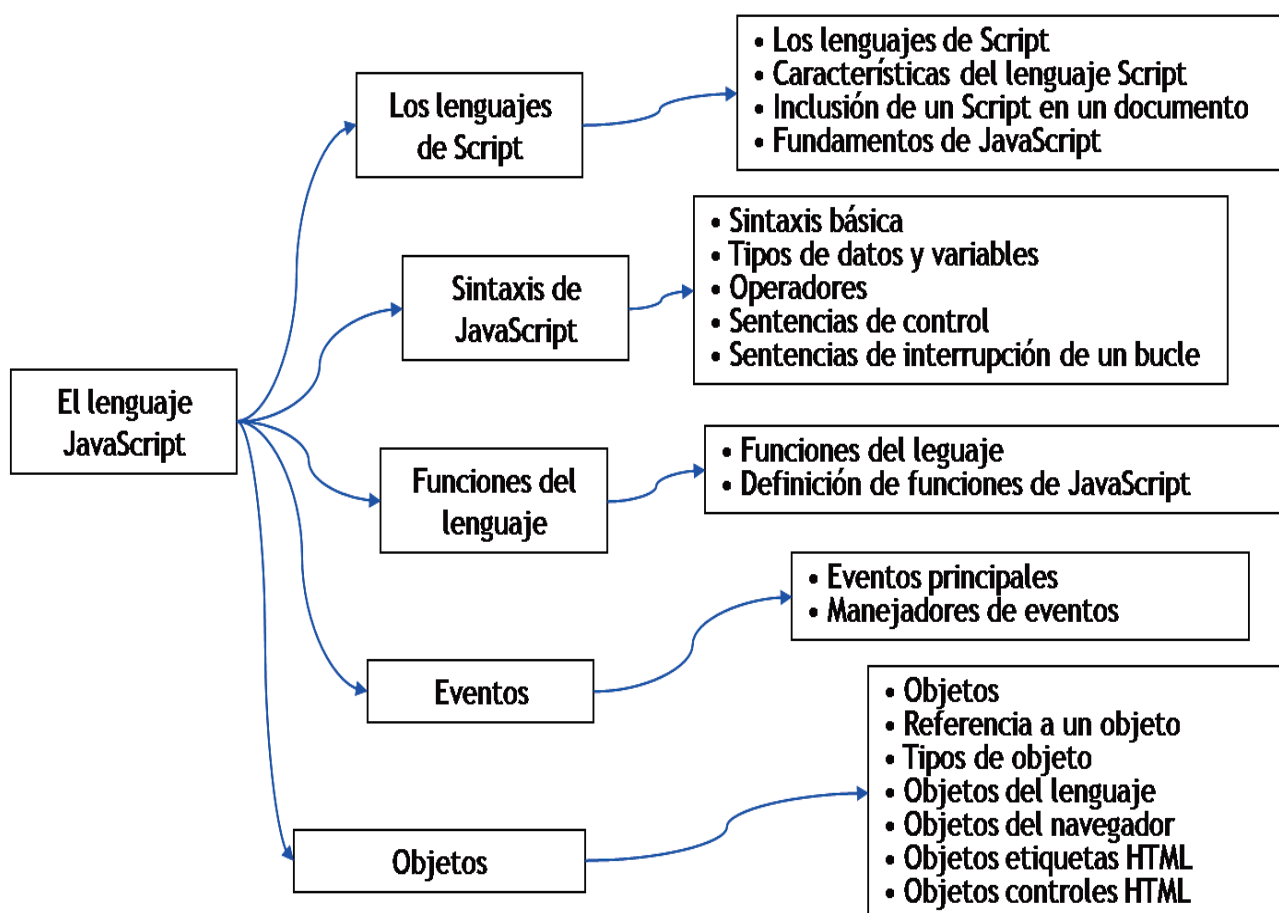 El lenguaje
JavaScript
Los lenguajes
de Script
• Los lenguajes de Script
• Características del lenguaje Script
• Inclusión de un Script en un documento
• Fundamentos de JavaScript
Sintaxis de
JavaScript
• Sintaxis básica
• Tipos de datos y variables
• Operadores
• Sentencias de control
• Sentencias de interrupción de un bucle
Funciones del
lenguaje
• Funciones del leguaje
• Definición de funciones de JavaScript
Eventos
• Eventos principales
• Manejadores de eventos
Objetos
• Objetos
• Referencia a un objeto
• Tipos de objeto
• Objetos del lenguaje
• Objetos del navegador
• Objetos etiquetas HTML
• Objetos controles HTML